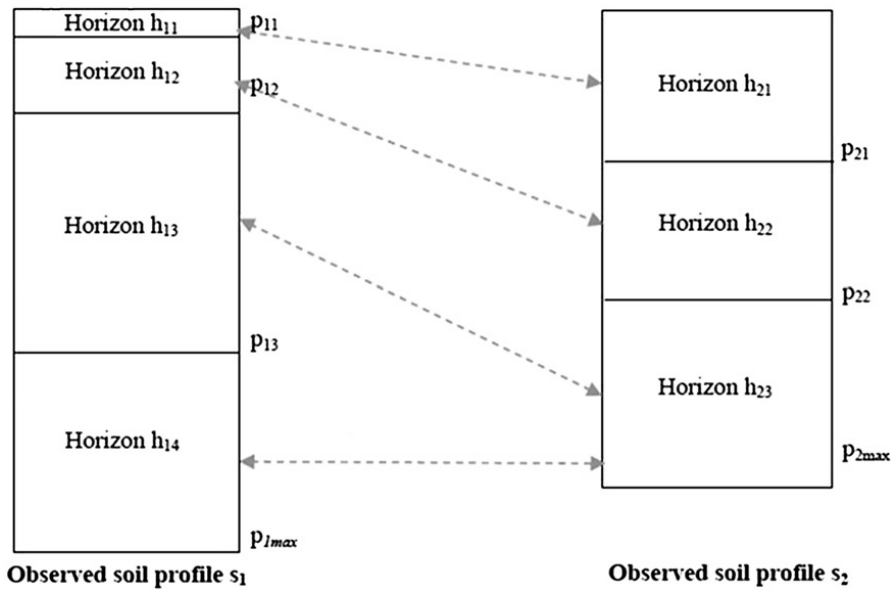 Horizon h₁₁
p₁₁
Horizon h₁₂
p₁₂
Horizon h₁₃
p₁₃
Horizon h₁₄
p₁ₘₐₓ
Observed soil profile s₁
Horizon h₂₁
p₂₁
Horizon h₂₂
p₂₂
Horizon h₂₃
p₂ₘₐₓ
Observed soil profile s₂